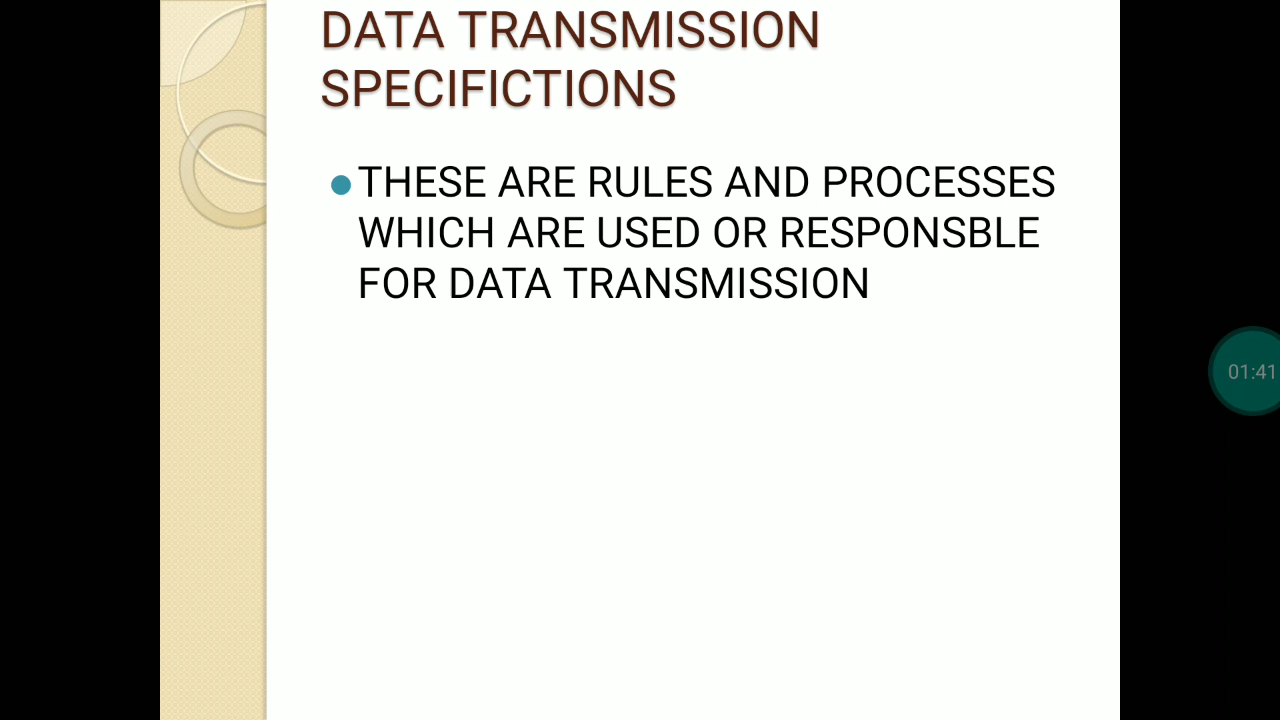 DATA TRANSMISSION
SPECIFICTIONS
THESE ARE RULES AND PROCESSES
WHICH ARE USED OR RESPONSBLE
FOR DATA TRANSMISSION
01:41